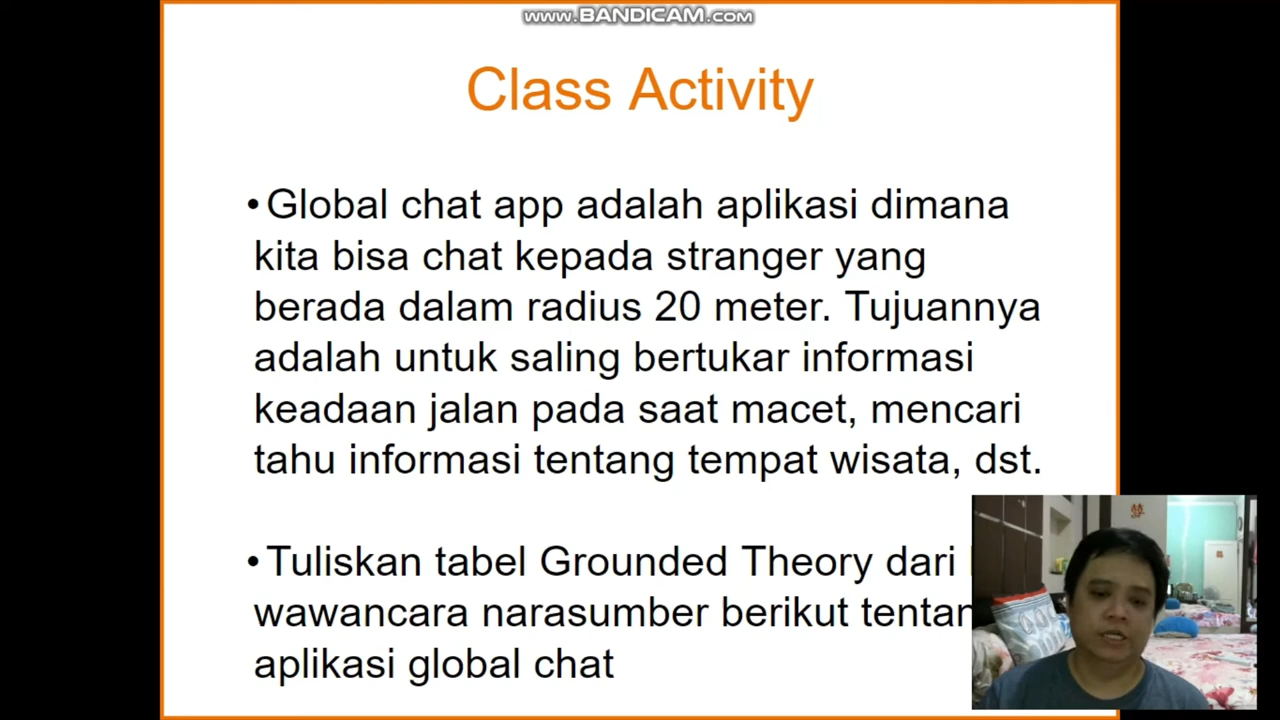 www.BANDICAM.com
Class Activity
•Global chat app adalah aplikasi dimana
kita bisa chat kepada stranger yang
berada dalam radius 20 meter. Tujuannya
adalah untuk saling bertukar informasi
keadaan jalan pada saat macet, mencari
tahu informasi tentang tempat wisata, dst.
•Tuliskan tabel Grounded Theory dari
wawancara narasumber berikut
aplikasi global chat